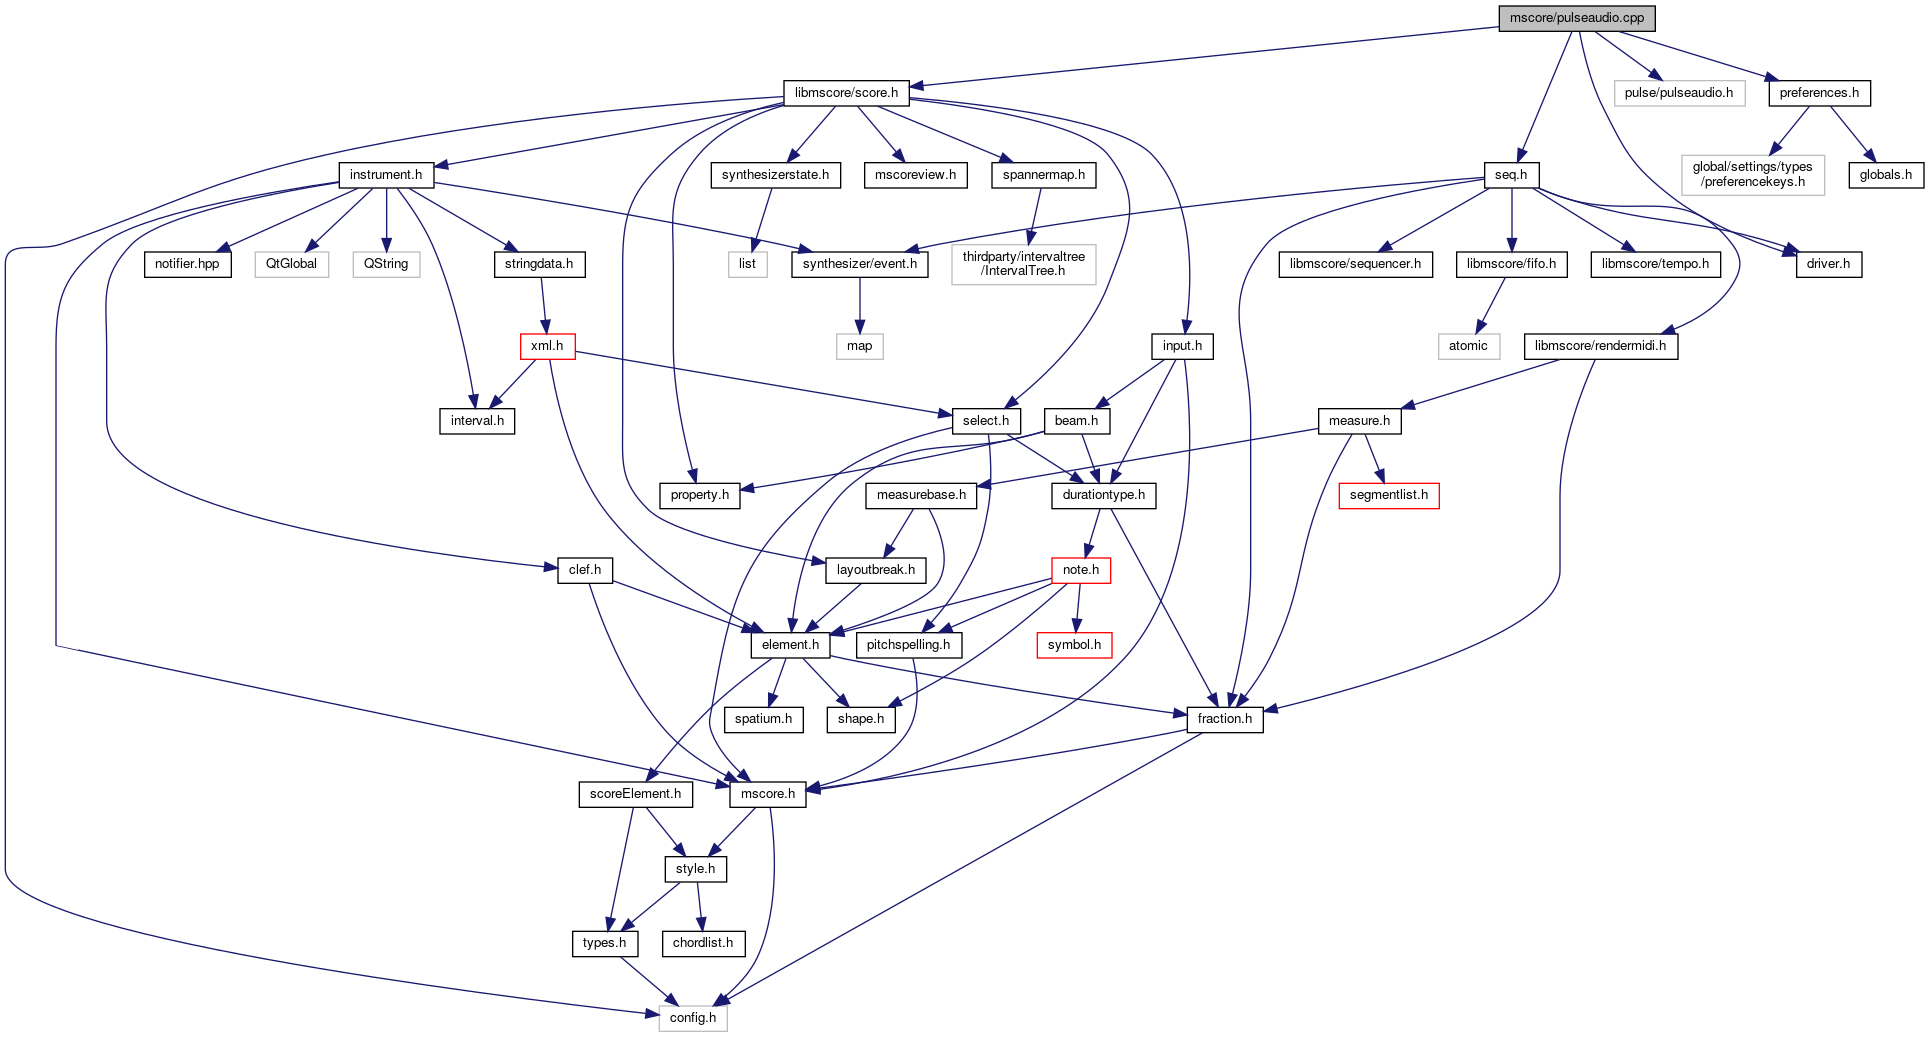 mscore/pulseaudio.cpp
libmscore/score.h
pulse/pulseaudio.h
preferences.h
instrument.h
synthesizerstate.h
mscoreview.h
spannermap.h
seq.h
global/settings/types
/preferencekeys.h
globals.h
notifier.hpp
QtGlobal
QString
stringdata.h
list
synthesizer/event.h
thirdparty/intervaltree
/IntervalTree.h
libmscore/sequencer.h
libmscore/fifo.h
libmscore/tempo.h
driver.h
xml.h
map
input.h
atomic
libmscore/rendermidi.h
interval.h
select.h
beam.h
measure.h
property.h
measurebase.h
durationtype.h
segmentlist.h
clef.h
layoutbreak.h
note.h
element.h
pitchspelling.h
symbol.h
spatium.h
shape.h
fraction.h
scoreElement.h
mscore.h
style.h
types.h
chordlist.h
config.h